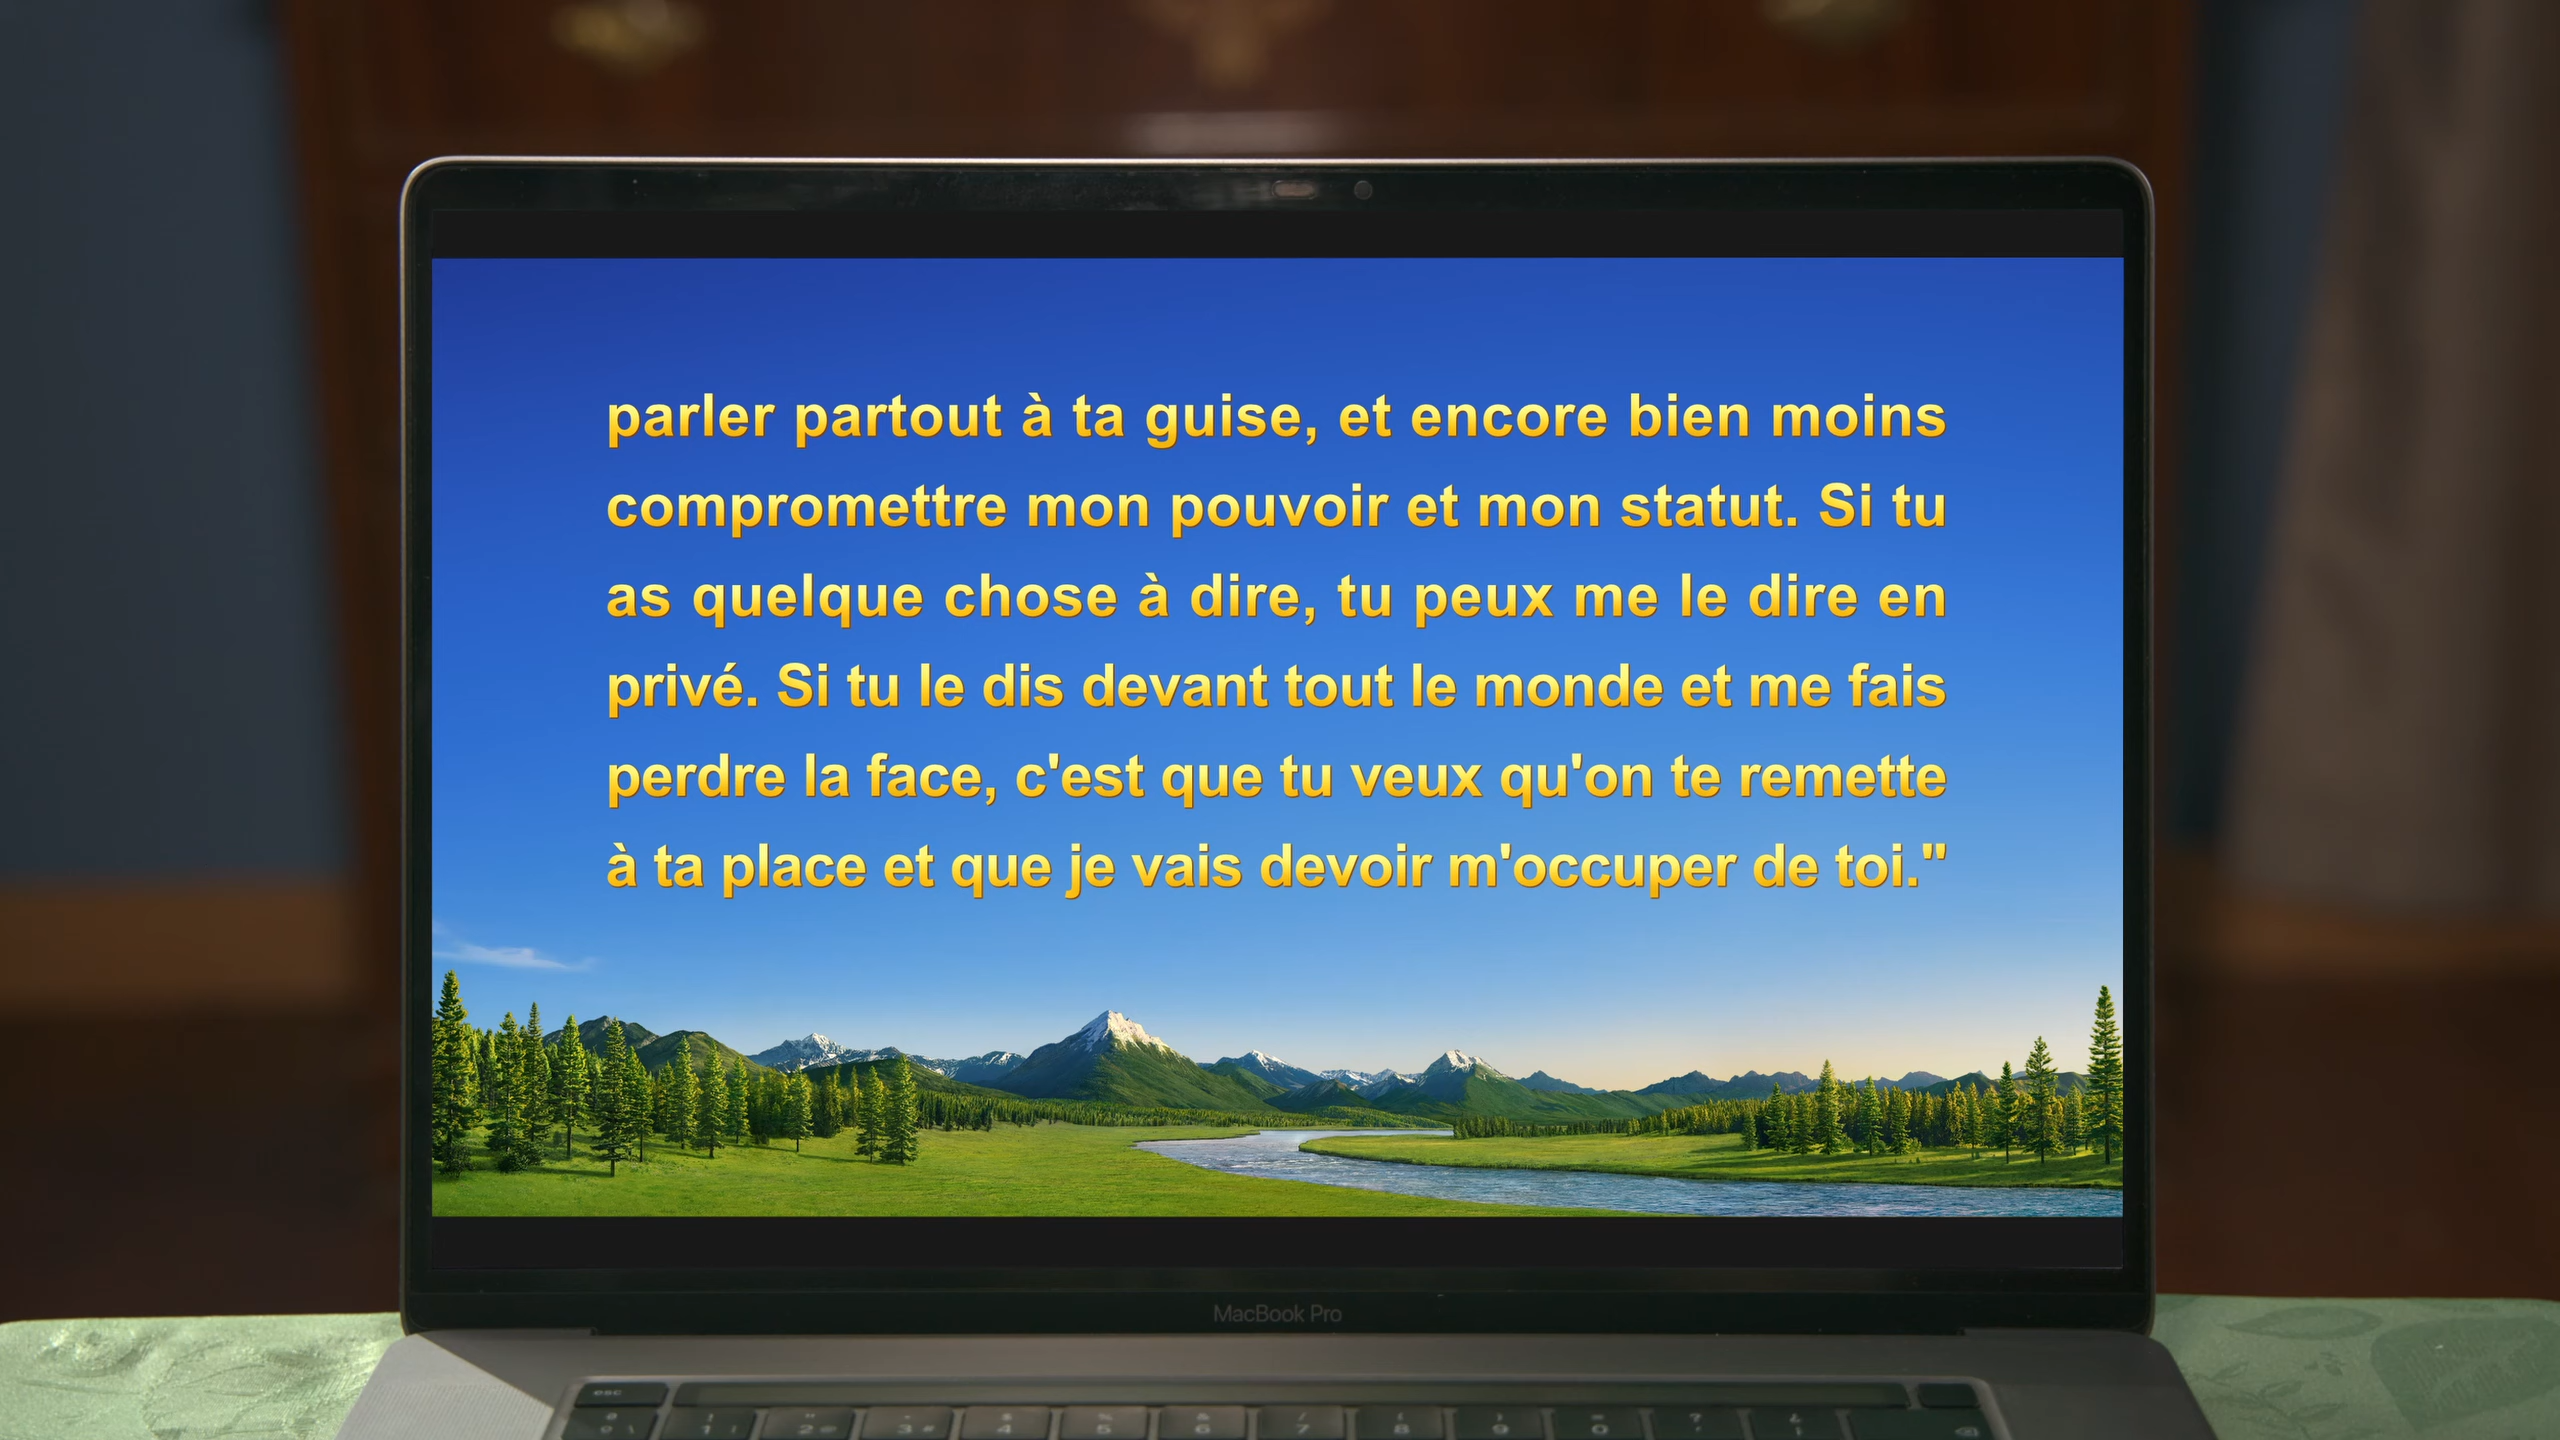 parler partout à ta guise, et encore bien moins
compromettre mon pouvoir et mon statut. Si tu
as quelque chose à dire, tu peux me le dire en
privé. Si tu le dis devant tout le monde et me fais
perdre la face, c'est que tu veux qu'on te remette
à ta place et que je vais devoir m'occuper de toi."
MacBook Pro
esc